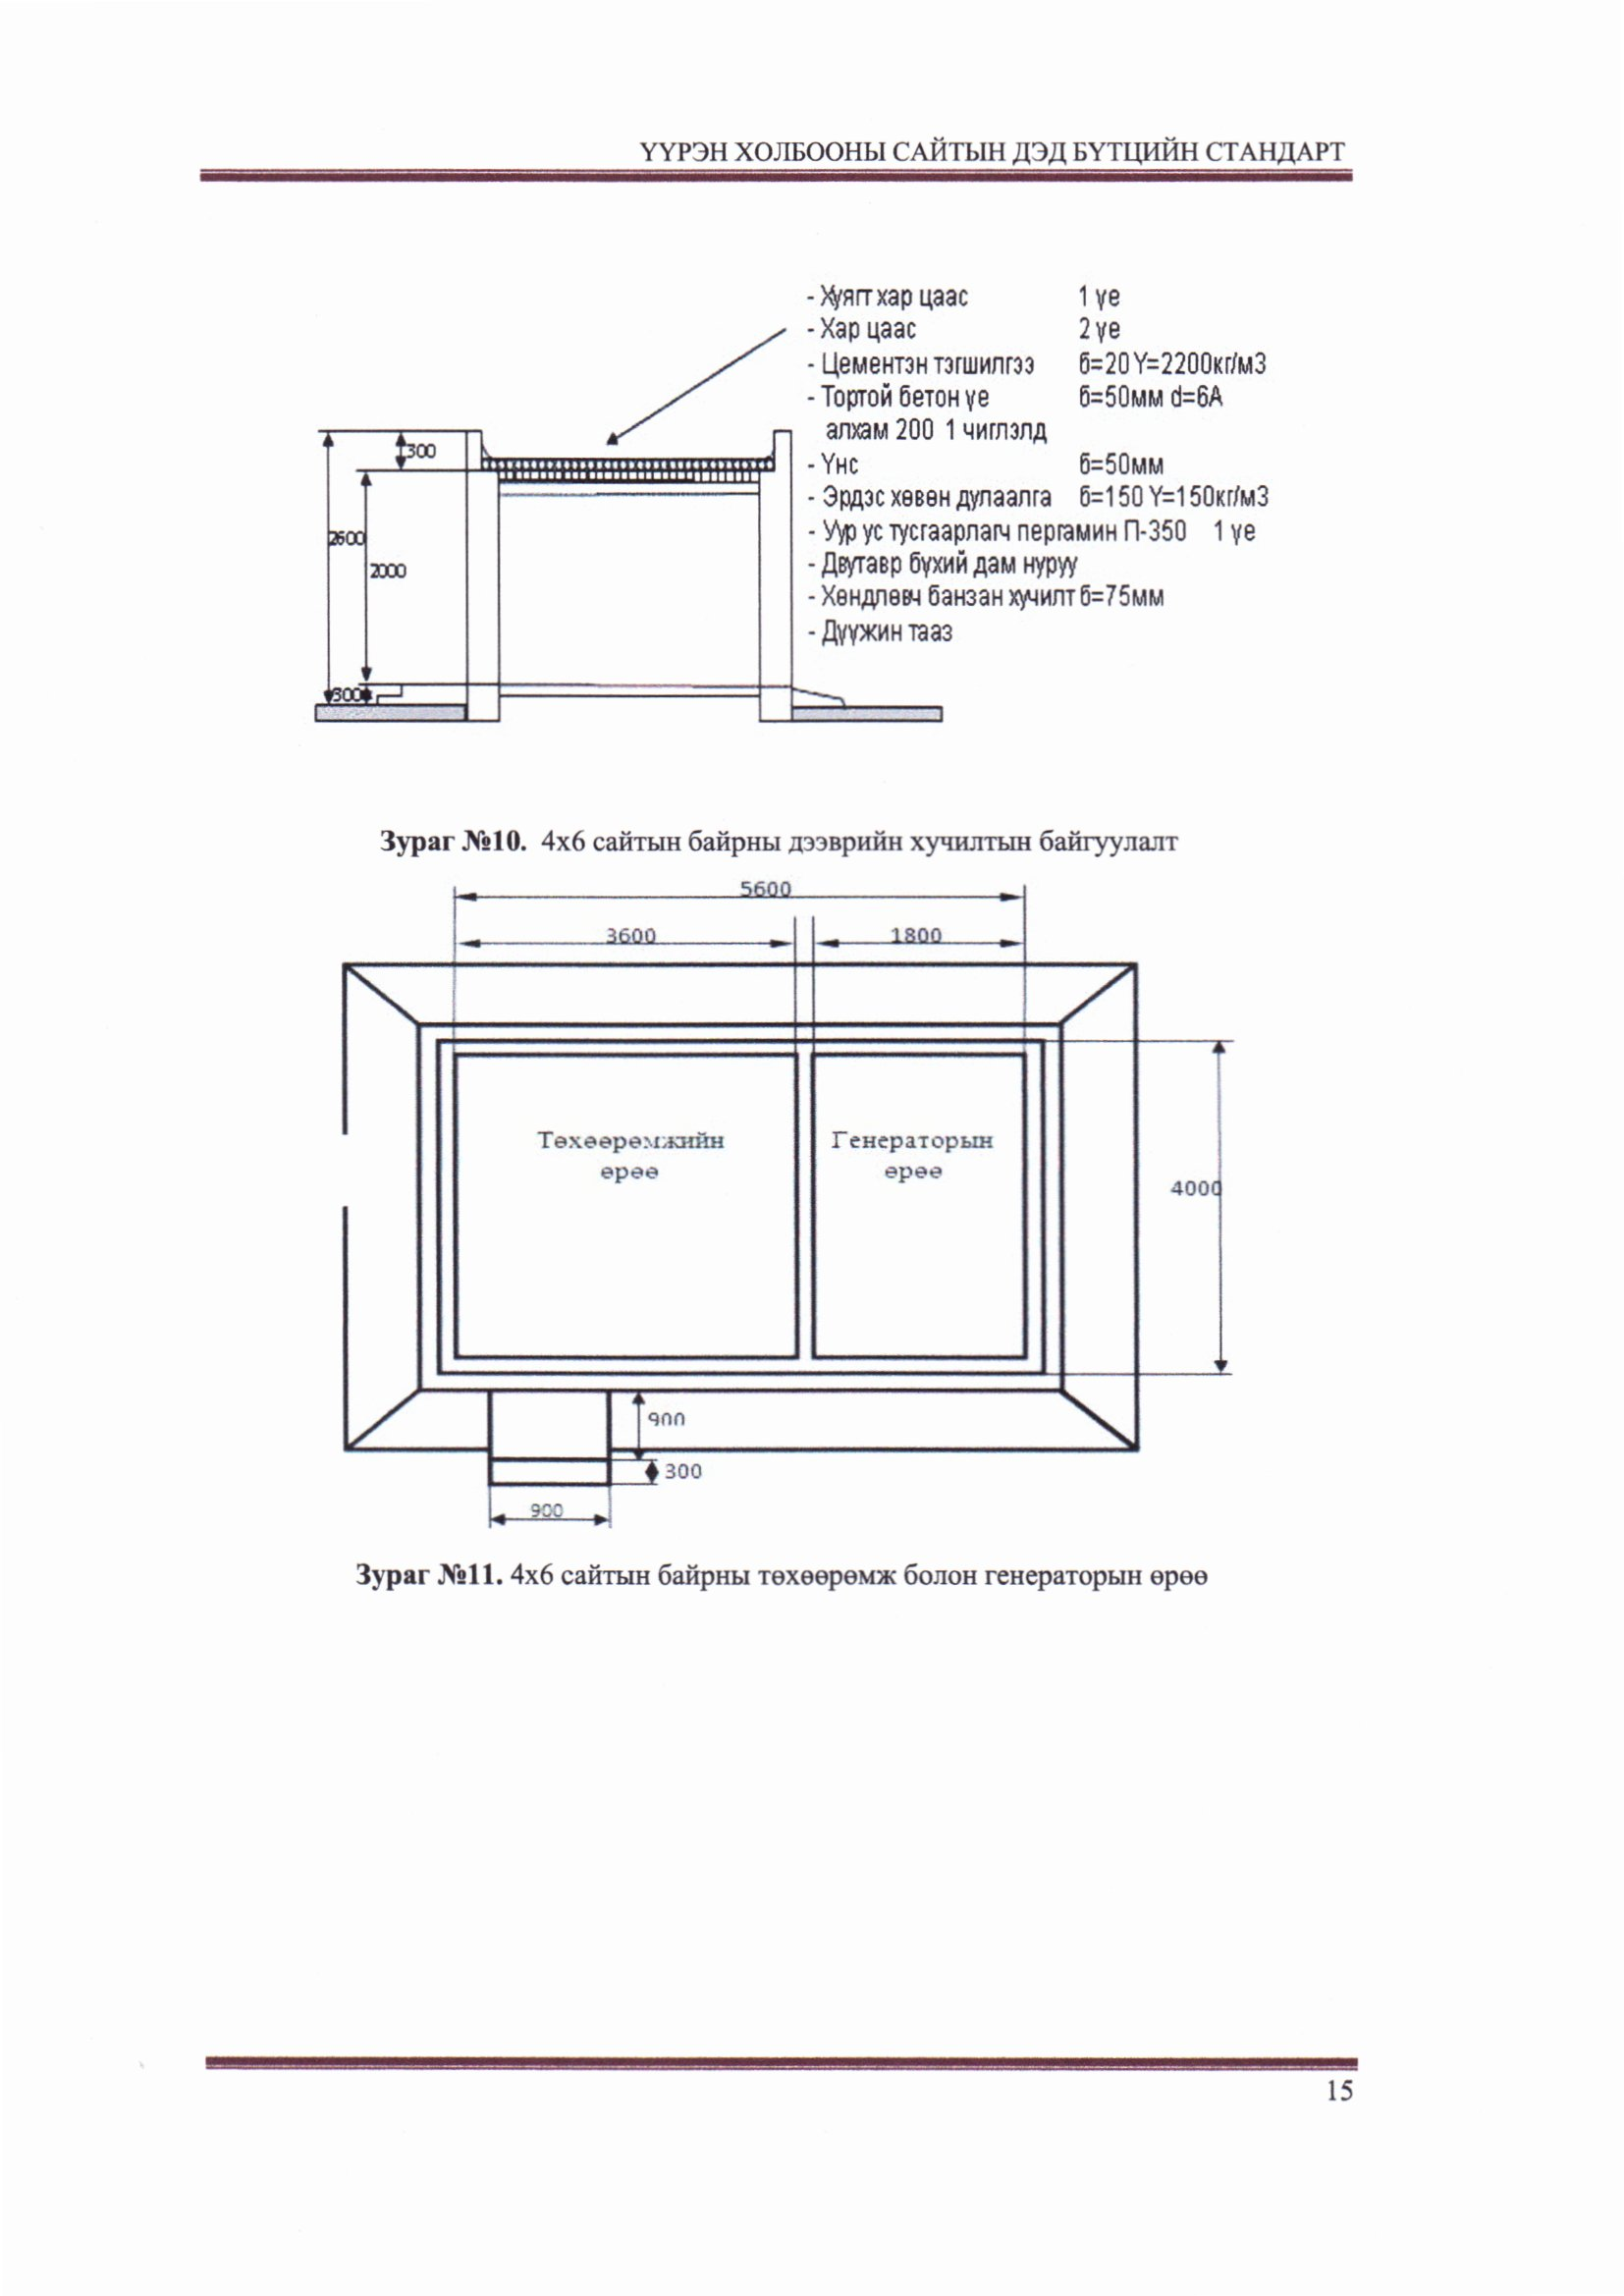 ҮҮРЭН ХОЛБООНЫ САЙТЫН ДЭД БҮТЦИЙН СТАНДАРТ
- Хуягт хар цаас 1 үе
- Хар цаас 2 үе
- Цементэн тэгшилгээ б=20 Y=2200кг/м3
- Тортой бетон үе б=50мм d=6А
алхам 200 1 чиглэлд
- Үнс б=50мм
- Эрдэс хөвөн дулаалга б=150 Y=150кг/м3
- Уур ус тусгаарлагч пергамин П-350 1 үе
- Двутавр бүхий дам нуруу
- Хөндлөвч банзан хучилт б=75мм
- Дүүжин тааз
300
2600
2000
300
Зураг №10. 4х6 сайтын байрны дээврийн хучилтын байгуулалт
5600
3600 1800
Төхөөрөмжийн
өрөө
Генераторын
өрөө
4000
900
300
900
Зураг №11. 4х6 сайтын байрны төхөөрөмж болон генераторын өрөө
15